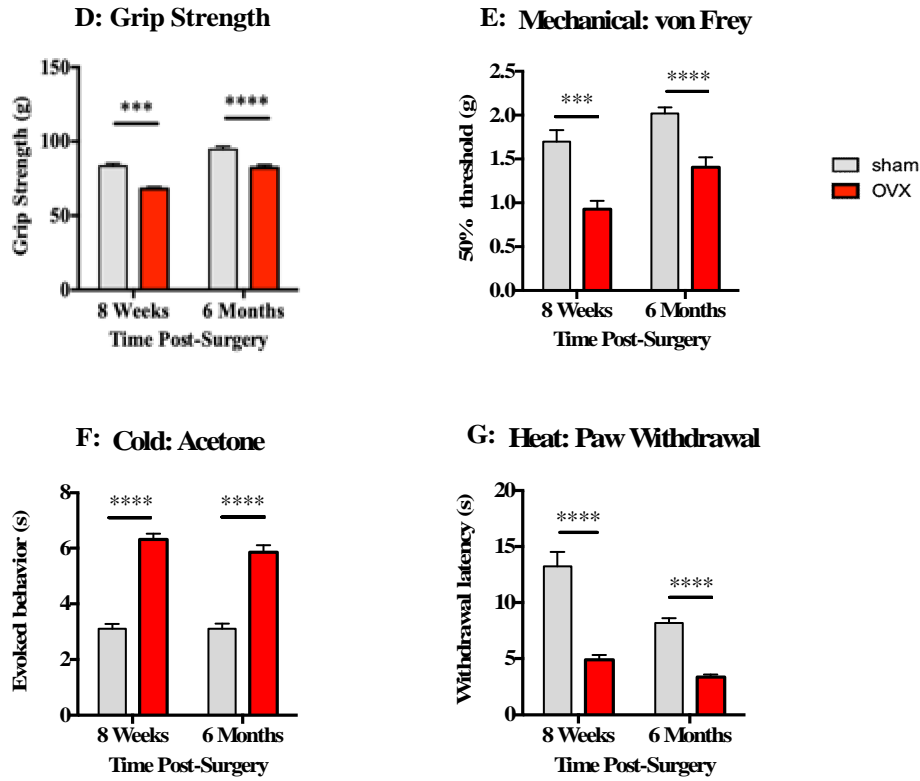 D: Grip Strength
Grip Strength (g)
150
100
50
0
***
****
8 Weeks
6 Months
Time Post-Surgery
E: Mechanical: von Frey
50% threshold (g)
2.5
2.0
1.5
1.0
0.5
0.0
***
****
8 Weeks
6 Months
Time Post-Surgery
sham
OVX
F: Cold: Acetone
Evoked behavior (s)
8
6
4
2
0
****
****
8 Weeks
6 Months
Time Post-Surgery
G: Heat: Paw Withdrawal
Withdrawal latency (s)
20
15
10
5
0
****
****
8 Weeks
6 Months
Time Post-Surgery